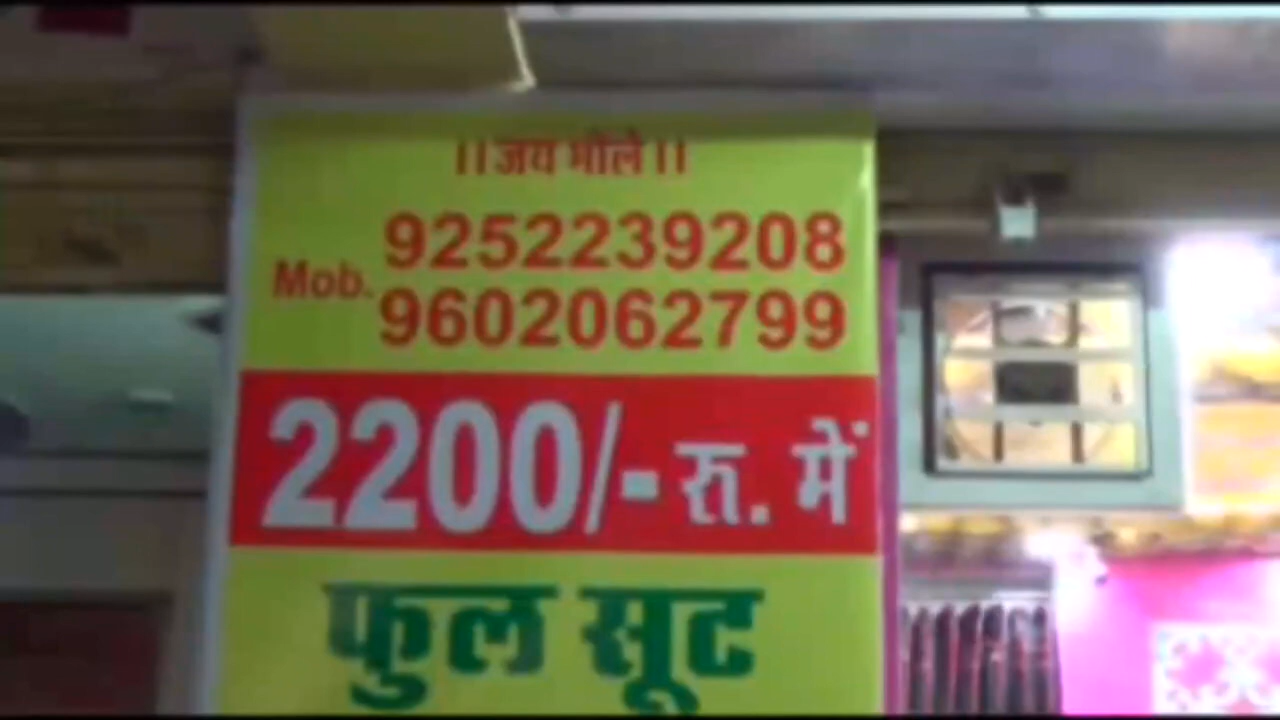 ।।जय भोले।।
9252239208
Mob.
9602062799
2200/- रु. में
फुल सूट